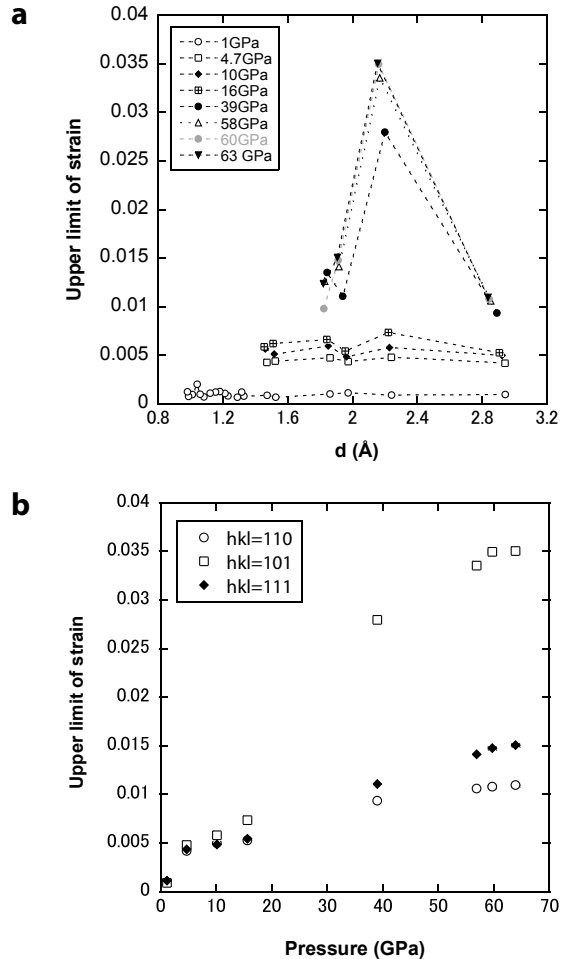 a
0.04
0.035
0.03
0.025
0.02
0.015
0.01
0.005
0
Upper limit of strain
1GPa
4.7GPa
10GPa
16GPa
39GPa
58GPa
60GPa
63 GPa
0.8 1.2 1.6 2 2.4 2.8 3.2
d (Å)
b
0.04
0.035
0.03
0.025
0.02
0.015
0.01
0.005
0
Upper limit of strain
hkl=110
hkl=101
hkl=111
0 10 20 30 40 50 60 70
Pressure (GPa)